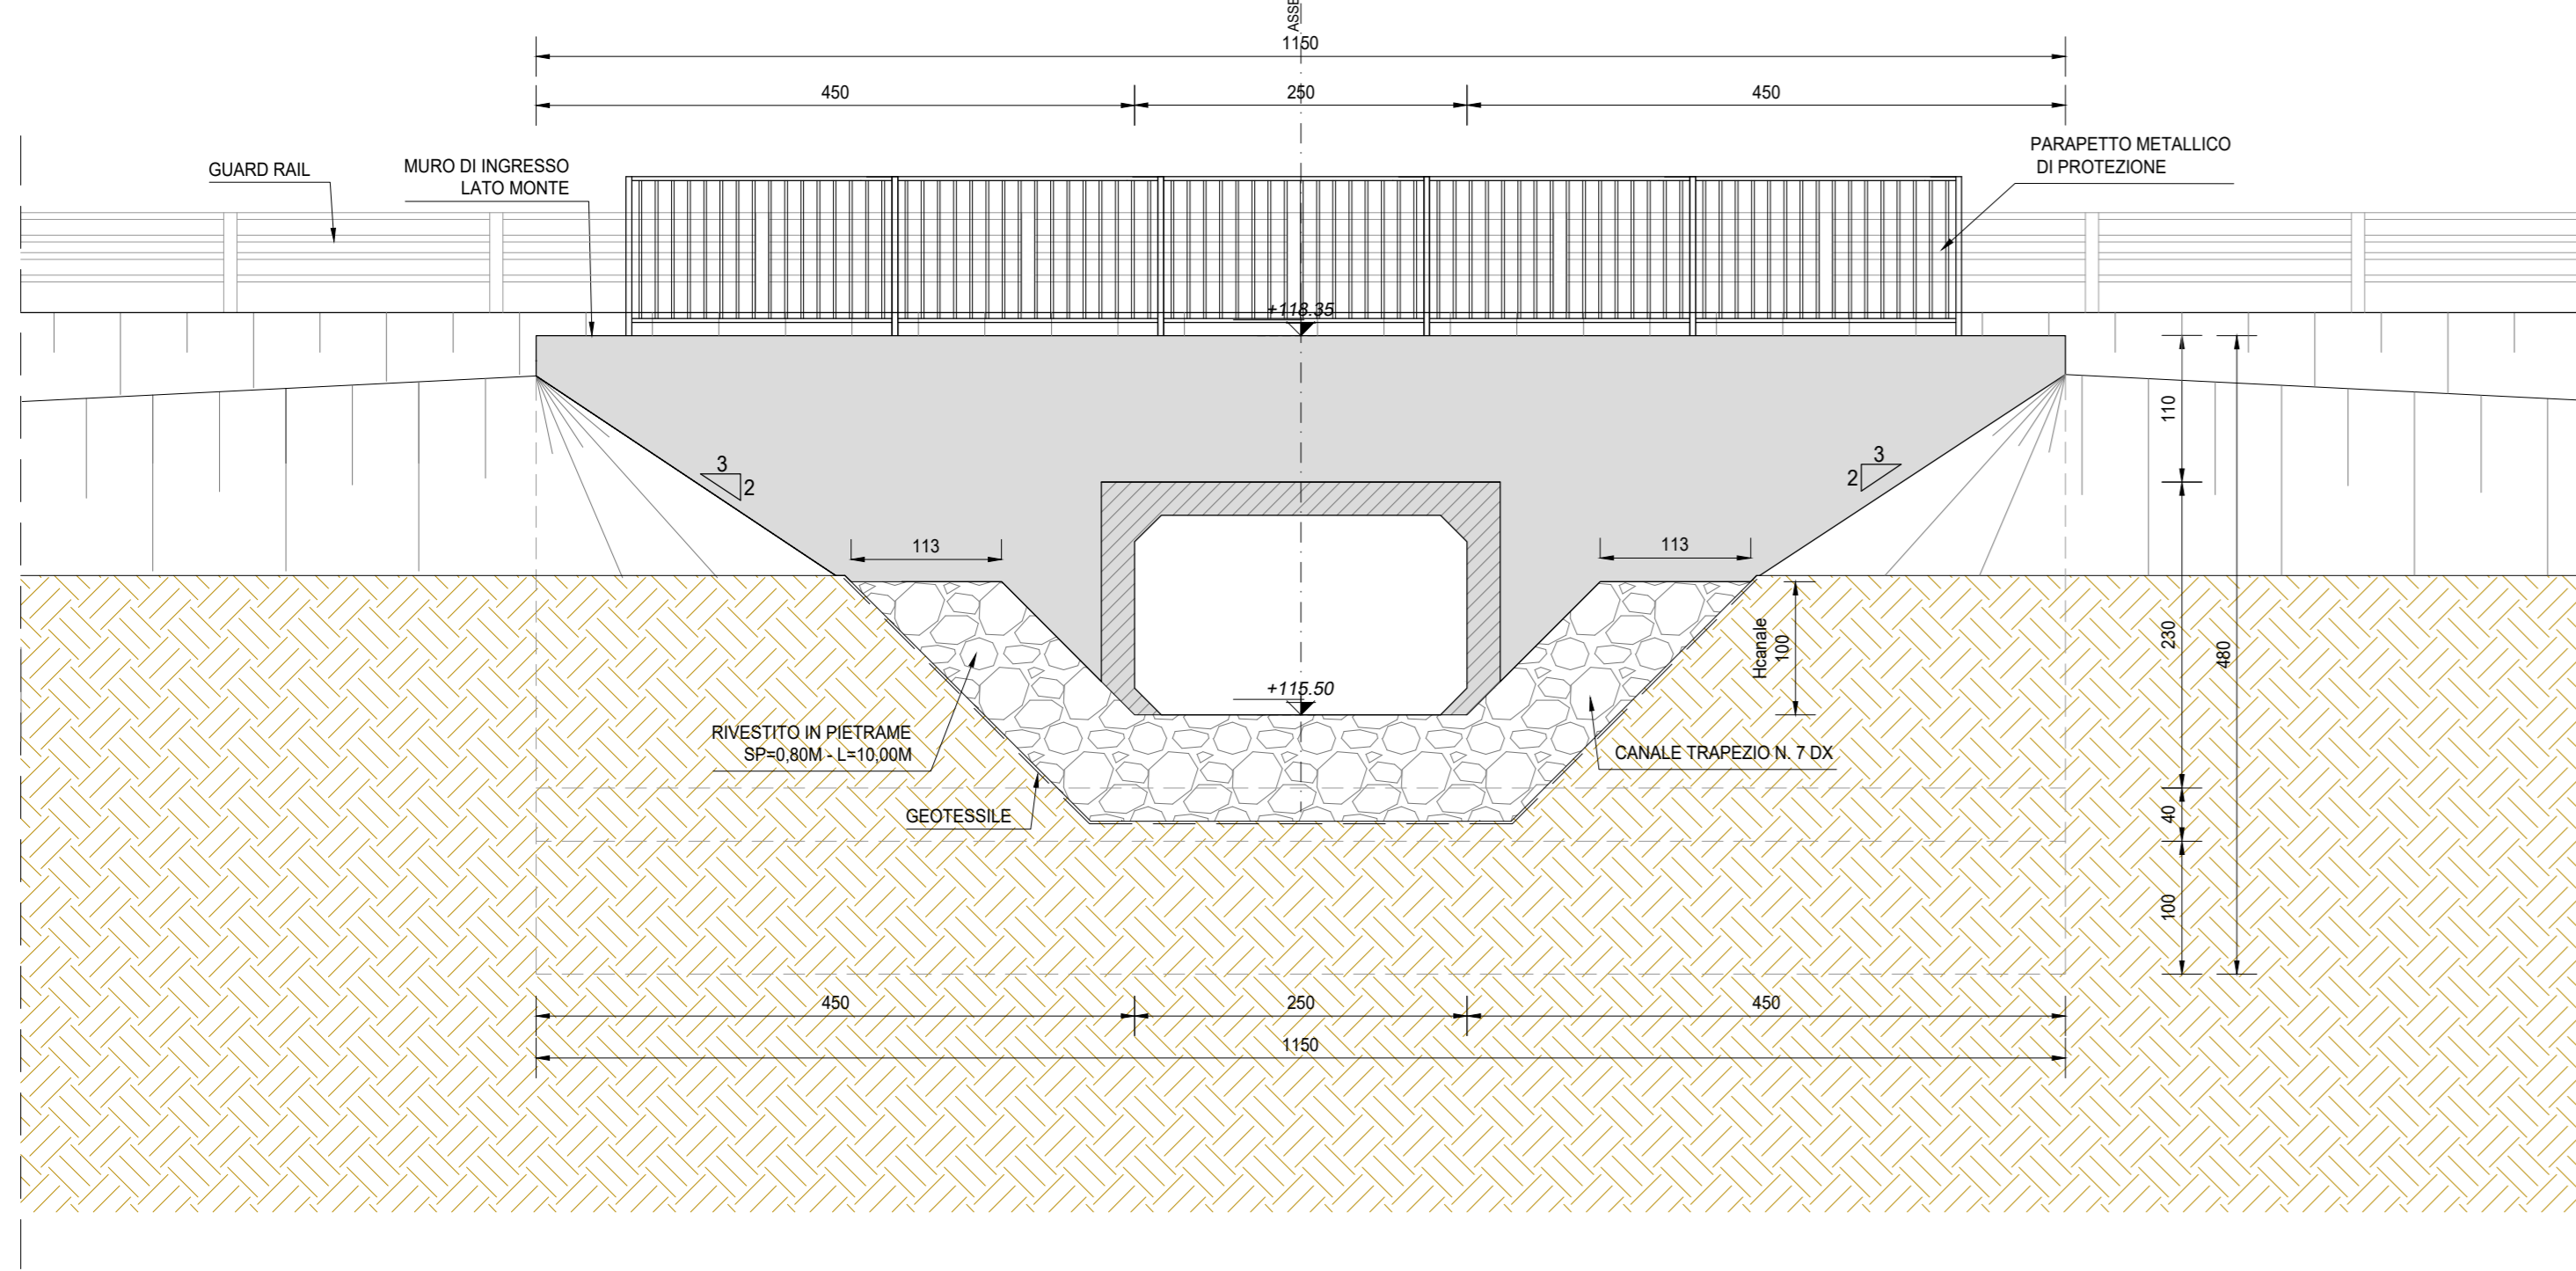 ASSE
1150
450
250
450
GUARD RAIL
MURO DI INGRESSO
LATO MONTE
PARAPETTO METALLICO
DI PROTEZIONE
+118.35
110
3
2
3
2
113
113
Hcanale
100
230
480
+115.50
RIVESTITO IN PIETRAME
SP=0,80M - L=10,00M
CANALE TRAPEZIO N. 7 DX
GEOTESSILE
40
100
450
250
450
1150